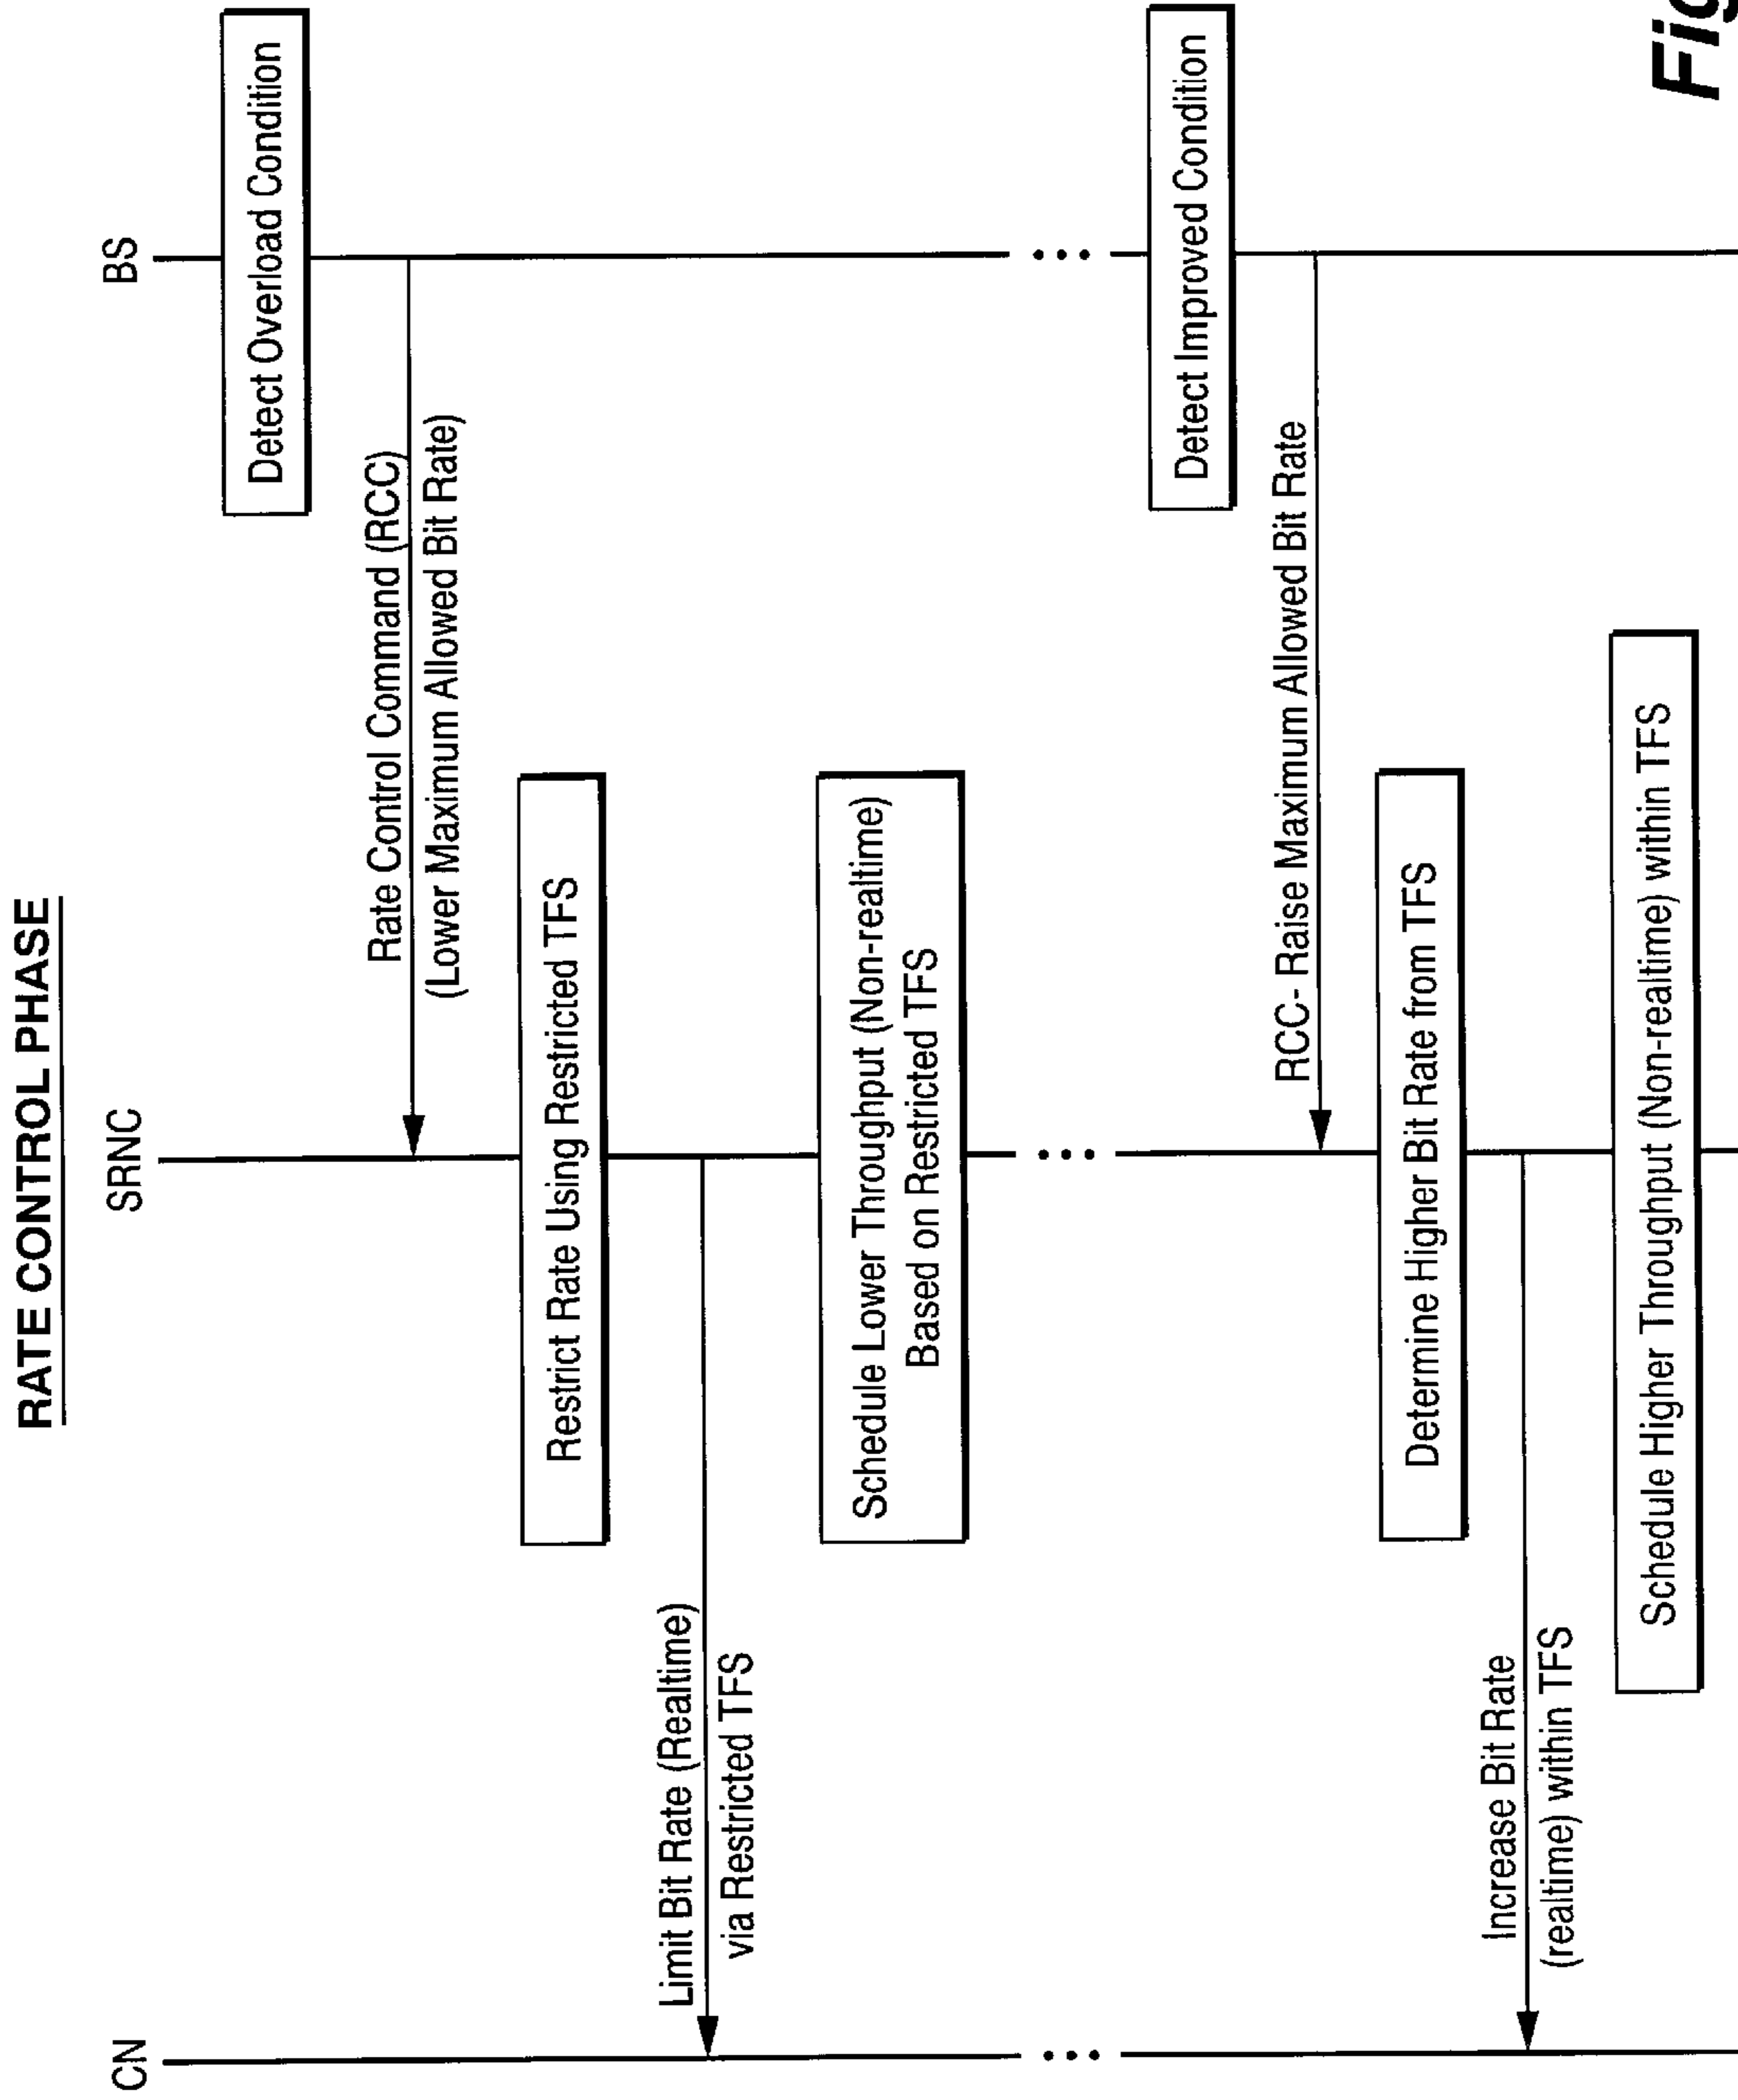 RATE CONTROL PHASE
CN
SRNC
BS
Detect Overload Condition
Rate Control Command (RCC)
(Lower Maximum Allowed Bit Rate)
Restrict Rate Using Restricted TFS
Limit Bit Rate (Realtime)
via Restricted TFS
Schedule Lower Throughput (Non-realtime)
Based on Restricted TFS
Detect Improved Condition
RCC- Raise Maximum Allowed Bit Rate
Determine Higher Bit Rate from TFS
Increase Bit Rate
(realtime) within TFS
Schedule Higher Throughput (Non-realtime) within TFS
Fig